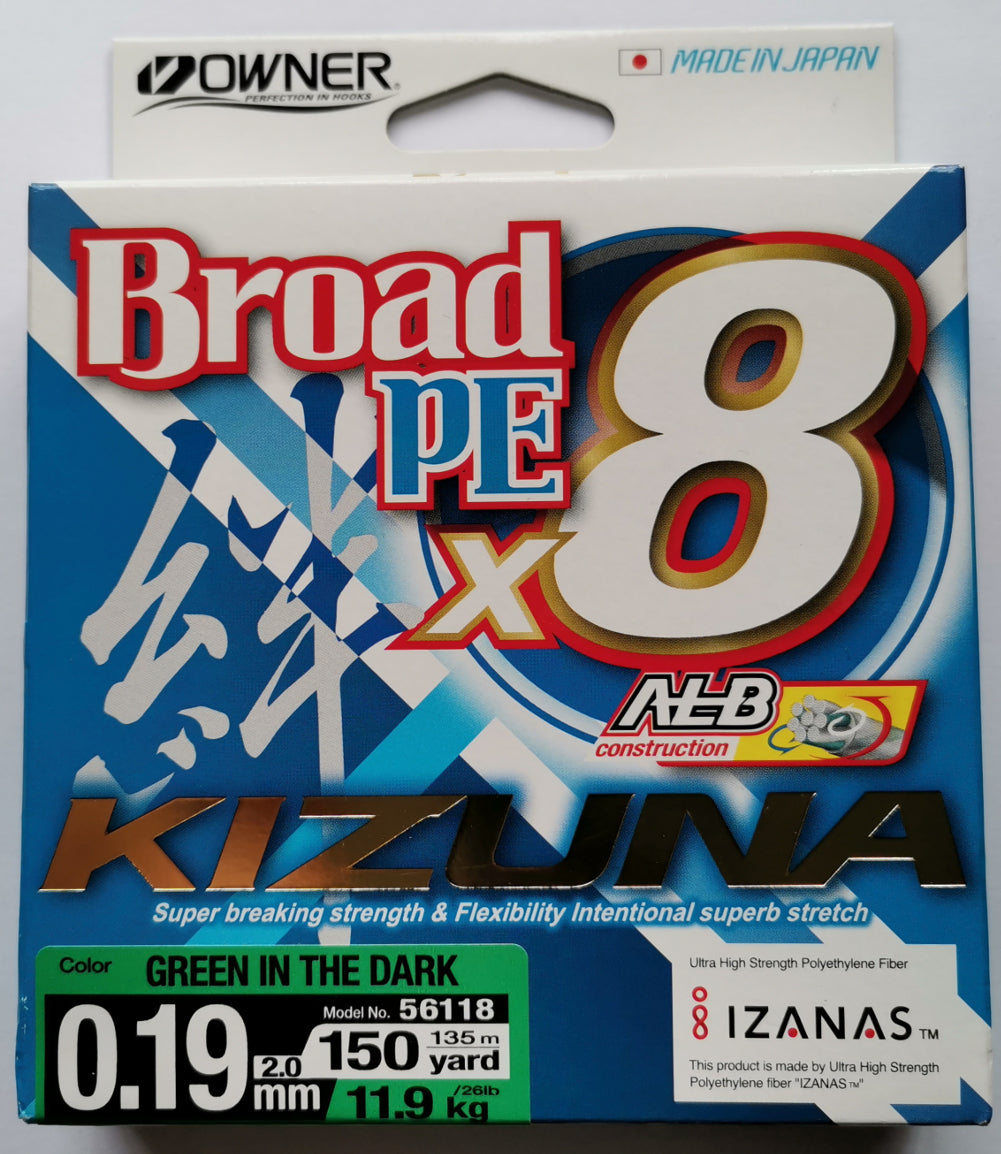 OWNER
PERFECTION IN HOOKS
MADE IN JAPAN
Broad
PE
x8
絆
ALB
construction
KIZUNA
Super breaking strength & Flexibility Intentional superb stretch
Color GREEN IN THE DARK
Model No. 56118
0.19 mm
2.0
150 yard
135 m
11.9 kg
/26lb
Ultra High Strength Polyethylene Fiber
IZANAS™
This product is made by Ultra High Strength
Polyethylene fiber "IZANAS™"